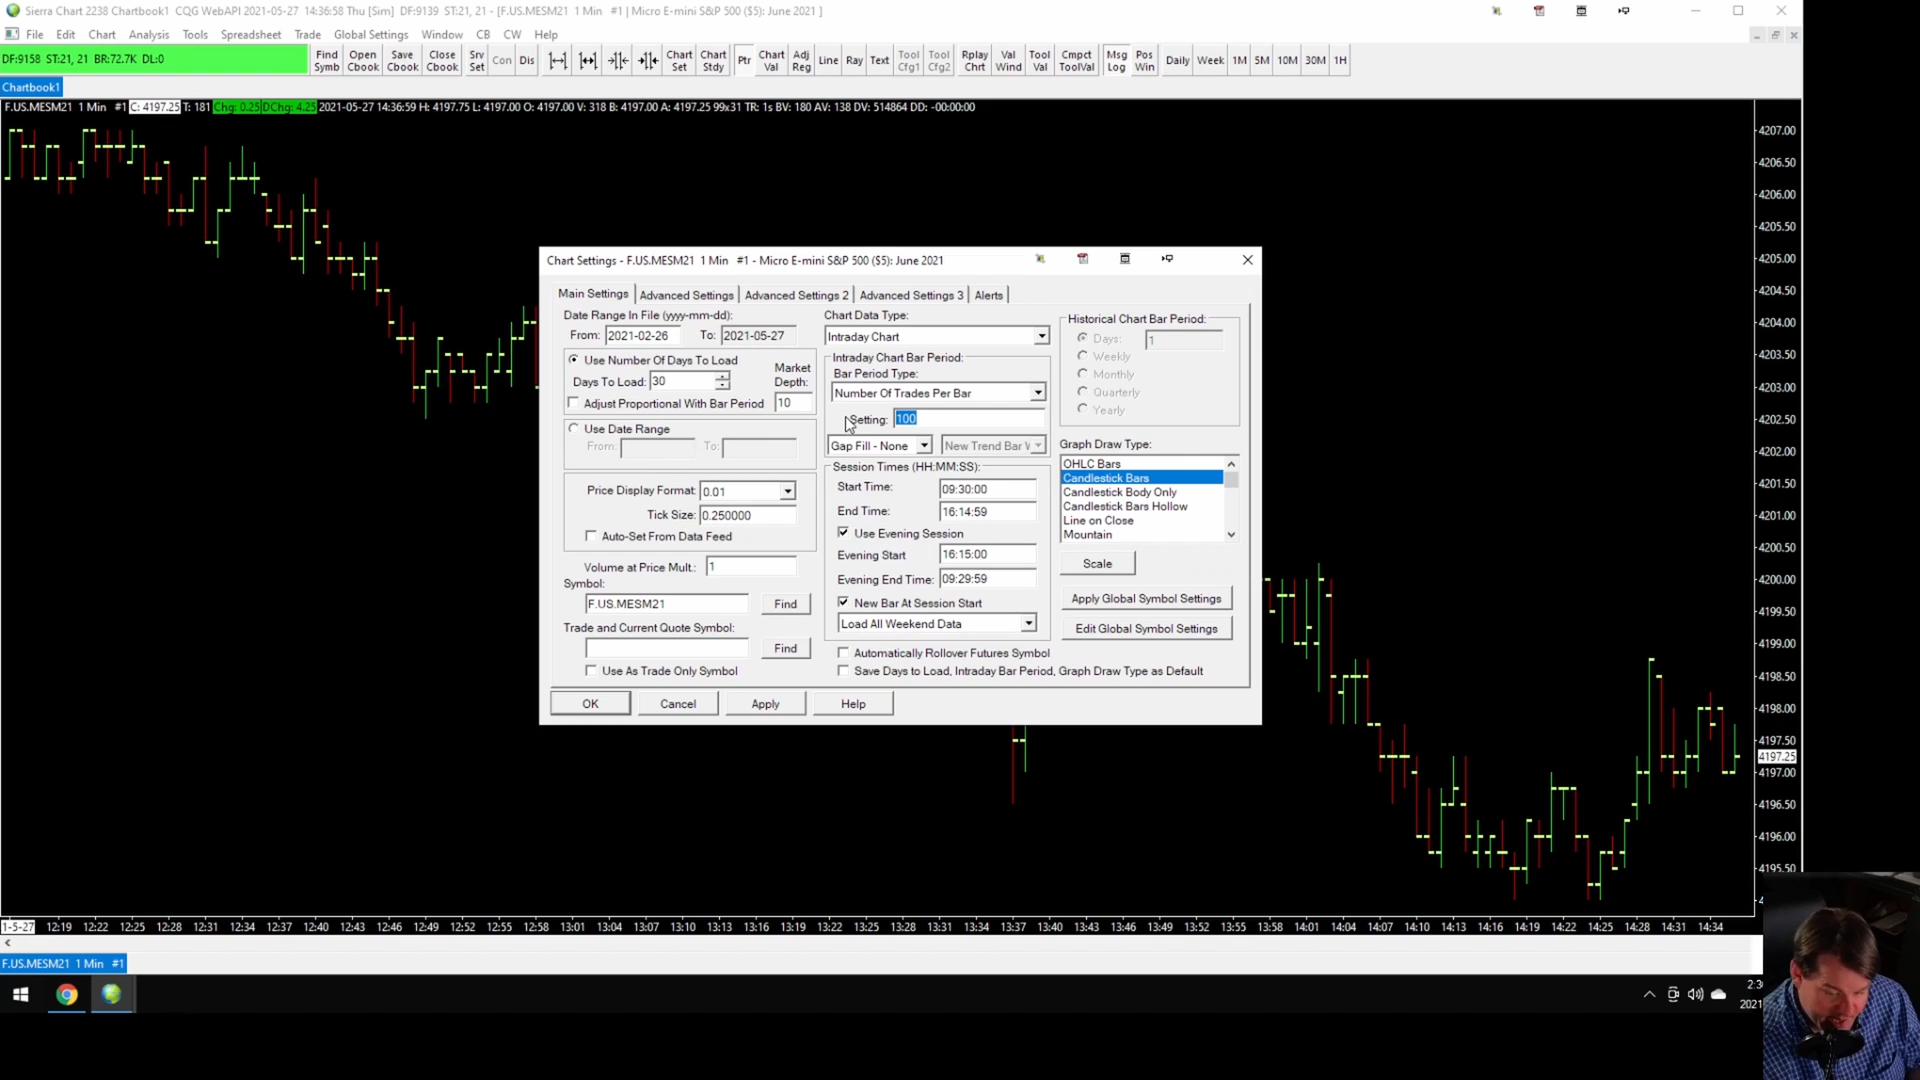 Sierra Chart 2238 Chartbook1 CQG WebAPI 2021-05-27 14:36:58 Thu [Sim] DF:9139 ST:21, 21 - [F.US.MESM21 1 Min #1 | Micro E-mini S&P 500 ($5): June 2021 ]
File Edit Chart Analysis Tools Spreadsheet Trade Global Settings Window CB CW Help
DF:9158 ST:21, 21 BR:72.7K DL:0
Find Symb Open Cbook Save Cbook Close Cbook Srv Set Con Dis Chart Set Chart Stdy Ptr Chart Val Adj Reg Line Ray Text Tool Cfg1 Tool Cfg2 Rplay Chrt Val Wind Tool Val Cmpct ToolVal Msg Log Pos Win Daily Week 1M 5M 10M 30M 1H
Chartbook1
F.US.MESM21 1 Min #1 C: 4197.25 T: 181 Chg: 0.25 DChg: 4.25 2021-05-27 14:36:59 H: 4197.75 L: 4197.00 O: 4197.00 V: 318 B: 4197.00 A: 4197.25 99x31 TR: 1s BV: 180 AV: 138 DV: 514864 DD: -00:00:00
4207.00
4206.50
4206.00
4205.50
4205.00
4204.50
4204.00
4203.50
4203.00
4202.50
4202.00
4201.50
4201.00
4200.50
4200.00
4199.50
4199.00
4198.50
4198.00
4197.50
4197.25
4197.00
4196.50
4196.00
4195.50
Chart Settings - F.US.MESM21 1 Min #1 - Micro E-mini S&P 500 ($5): June 2021
Main Settings Advanced Settings Advanced Settings 2 Advanced Settings 3 Alerts
Date Range In File (yyyy-mm-dd):
From: 2021-02-26 To: 2021-05-27
Use Number Of Days To Load
Days To Load: 30
Market Depth:
Adjust Proportional With Bar Period 10
Use Date Range
From: To:
Price Display Format: 0.01
Tick Size: 0.250000
Auto-Set From Data Feed
Volume at Price Mult.: 1
Symbol:
F.US.MESM21 Find
Trade and Current Quote Symbol:
Find
Use As Trade Only Symbol
Chart Data Type:
Intraday Chart
Intraday Chart Bar Period:
Bar Period Type:
Number Of Trades Per Bar
Setting: 100
Gap Fill - None New Trend Bar
Session Times (HH:MM:SS):
Start Time: 09:30:00
End Time: 16:14:59
Use Evening Session
Evening Start 16:15:00
Evening End Time: 09:29:59
New Bar At Session Start
Load All Weekend Data
Automatically Rollover Futures Symbol
Save Days to Load, Intraday Bar Period, Graph Draw Type as Default
Historical Chart Bar Period:
Days: 1
Weekly
Monthly
Quarterly
Yearly
Graph Draw Type:
OHLC Bars
Candlestick Bars
Candlestick Body Only
Candlestick Bars Hollow
Line on Close
Mountain
Scale
Apply Global Symbol Settings
Edit Global Symbol Settings
OK Cancel Apply Help
1-5-27 12:19 12:22 12:25 12:28 12:31 12:34 12:37 12:40 12:43 12:46 12:49 12:52 12:55 12:58 13:01 13:04 13:07 13:10 13:13 13:16 13:19 13:22 13:25 13:28 13:31 13:34 13:37 13:40 13:43 13:46 13:49 13:52 13:55 13:58 14:01 14:04 14:07 14:10 14:13 14:16 14:19 14:22 14:25 14:28 14:31 14:34
F.US.MESM21 1 Min #1